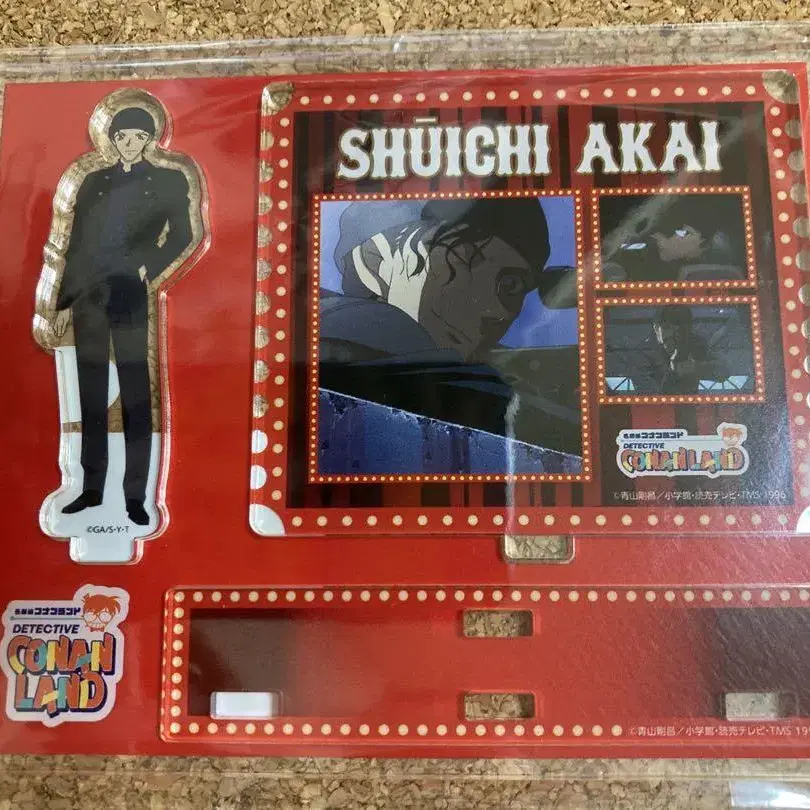 SHŪICHI AKAI
名探偵コナンランド
DETECTIVE
CONAN LAND
©青山剛昌／小学館・読売テレビ・TMS 1996
©GA/S・Y・T
名探偵コナンランド
DETECTIVE
CONAN
LAND
©青山剛昌／小学館・読売テレビ・TMS 199